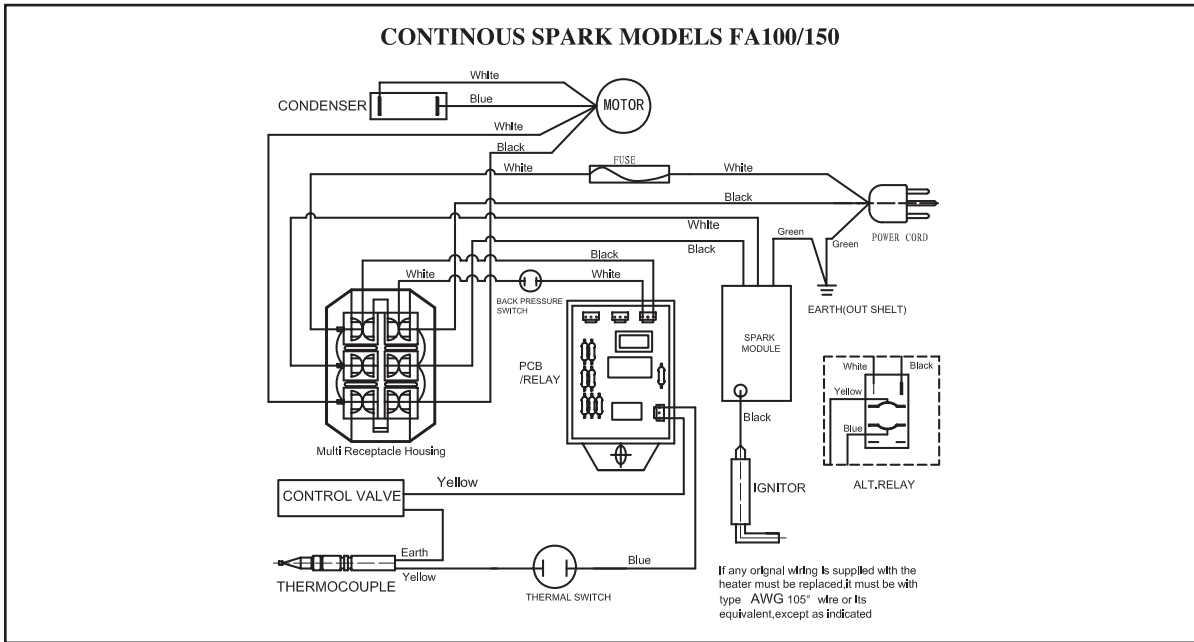 CONTINOUS SPARK MODELS FA100/150
White
CONDENSER
Blue
MOTOR
White
Black
White
FUSE
White
Black
White
Green
Green
POWER CORD
Black
Black
White
White
BACK PRESSURE
SWITCH
EARTH(OUT SHELT)
SPARK
MODULE
PCB
/RELAY
White
Black
Yellow
Blue
Black
Multi Receptacle Housing
Yellow
CONTROL VALVE
IGNITOR
ALT.RELAY
Earth
Yellow
Blue
THERMOCOUPLE
THERMAL SWITCH
If any orignal wiring is supplied with the
heater must be replaced,it must be with
type AWG 105° wire or its
equivalent,except as indicated